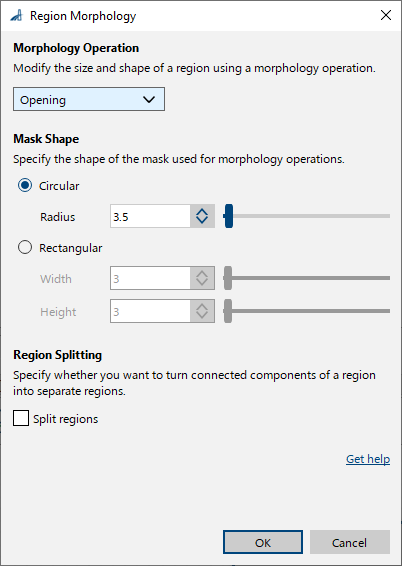 Region Morphology
Morphology Operation
Modify the size and shape of a region using a morphology operation.
Opening
Mask Shape
Specify the shape of the mask used for morphology operations.
Circular
Radius 3.5
Rectangular
Width 3
Height 3
Region Splitting
Specify whether you want to turn connected components of a region
into separate regions.
Split regions
Get help
OK Cancel